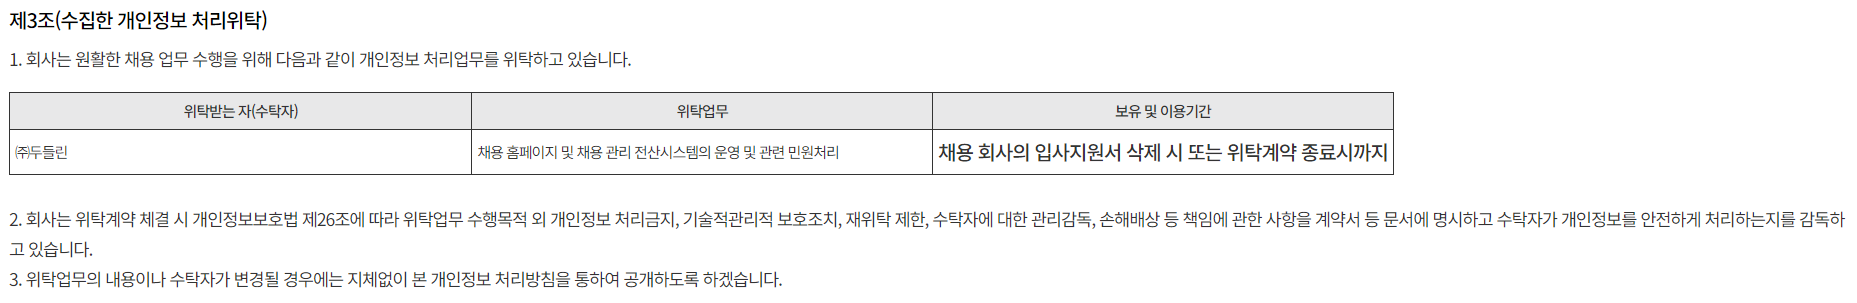 제3조(수집한 개인정보 처리위탁)
1. 회사는 원활한 채용 업무 수행을 위해 다음과 같이 개인정보 처리업무를 위탁하고 있습니다.
위탁받는 자(수탁자) 위탁업무 보유 및 이용기간
㈜두들린 채용 홈페이지 및 채용 관리 전산시스템의 운영 및 관련 민원처리 채용 회사의 입사지원서 삭제 시 또는 위탁계약 종료시까지
2. 회사는 위탁계약 체결 시 개인정보보호법 제26조에 따라 위탁업무 수행목적 외 개인정보 처리금지, 기술적관리적 보호조치, 재위탁 제한, 수탁자에 대한 관리감독, 손해배상 등 책임에 관한 사항을 계약서 등 문서에 명시하고 수탁자가 개인정보를 안전하게 처리하는지를 감독하
고 있습니다.
3. 위탁업무의 내용이나 수탁자가 변경될 경우에는 지체없이 본 개인정보 처리방침을 통하여 공개하도록 하겠습니다.